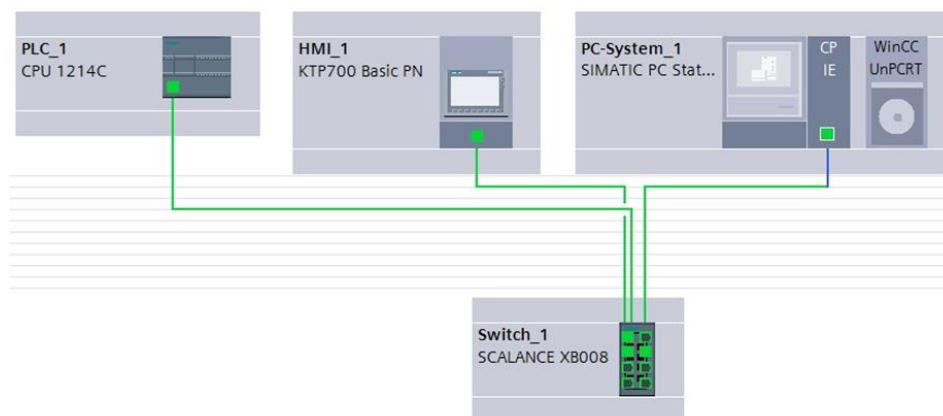 PLC_1
CPU 1214C
HMI_1
KTP700 Basic PN
PC-System_1
SIMATIC PC Stat...
CP
IE
WinCC
UnPCRT
Switch_1
SCALANCE XB008